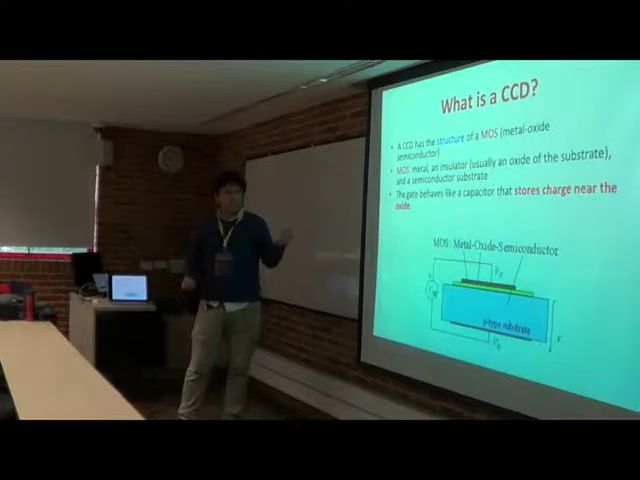 What is a CCD?
• A CCD has the structure of a MOS (metal-oxide
semiconductor)
• MOS: metal, an insulator (usually an oxide of the substrate),
and a semiconductor substrate
• The gate behaves like a capacitor that stores charge near the
oxide.
MOS: Metal-Oxide-Semiconductor
p-type substrate
x